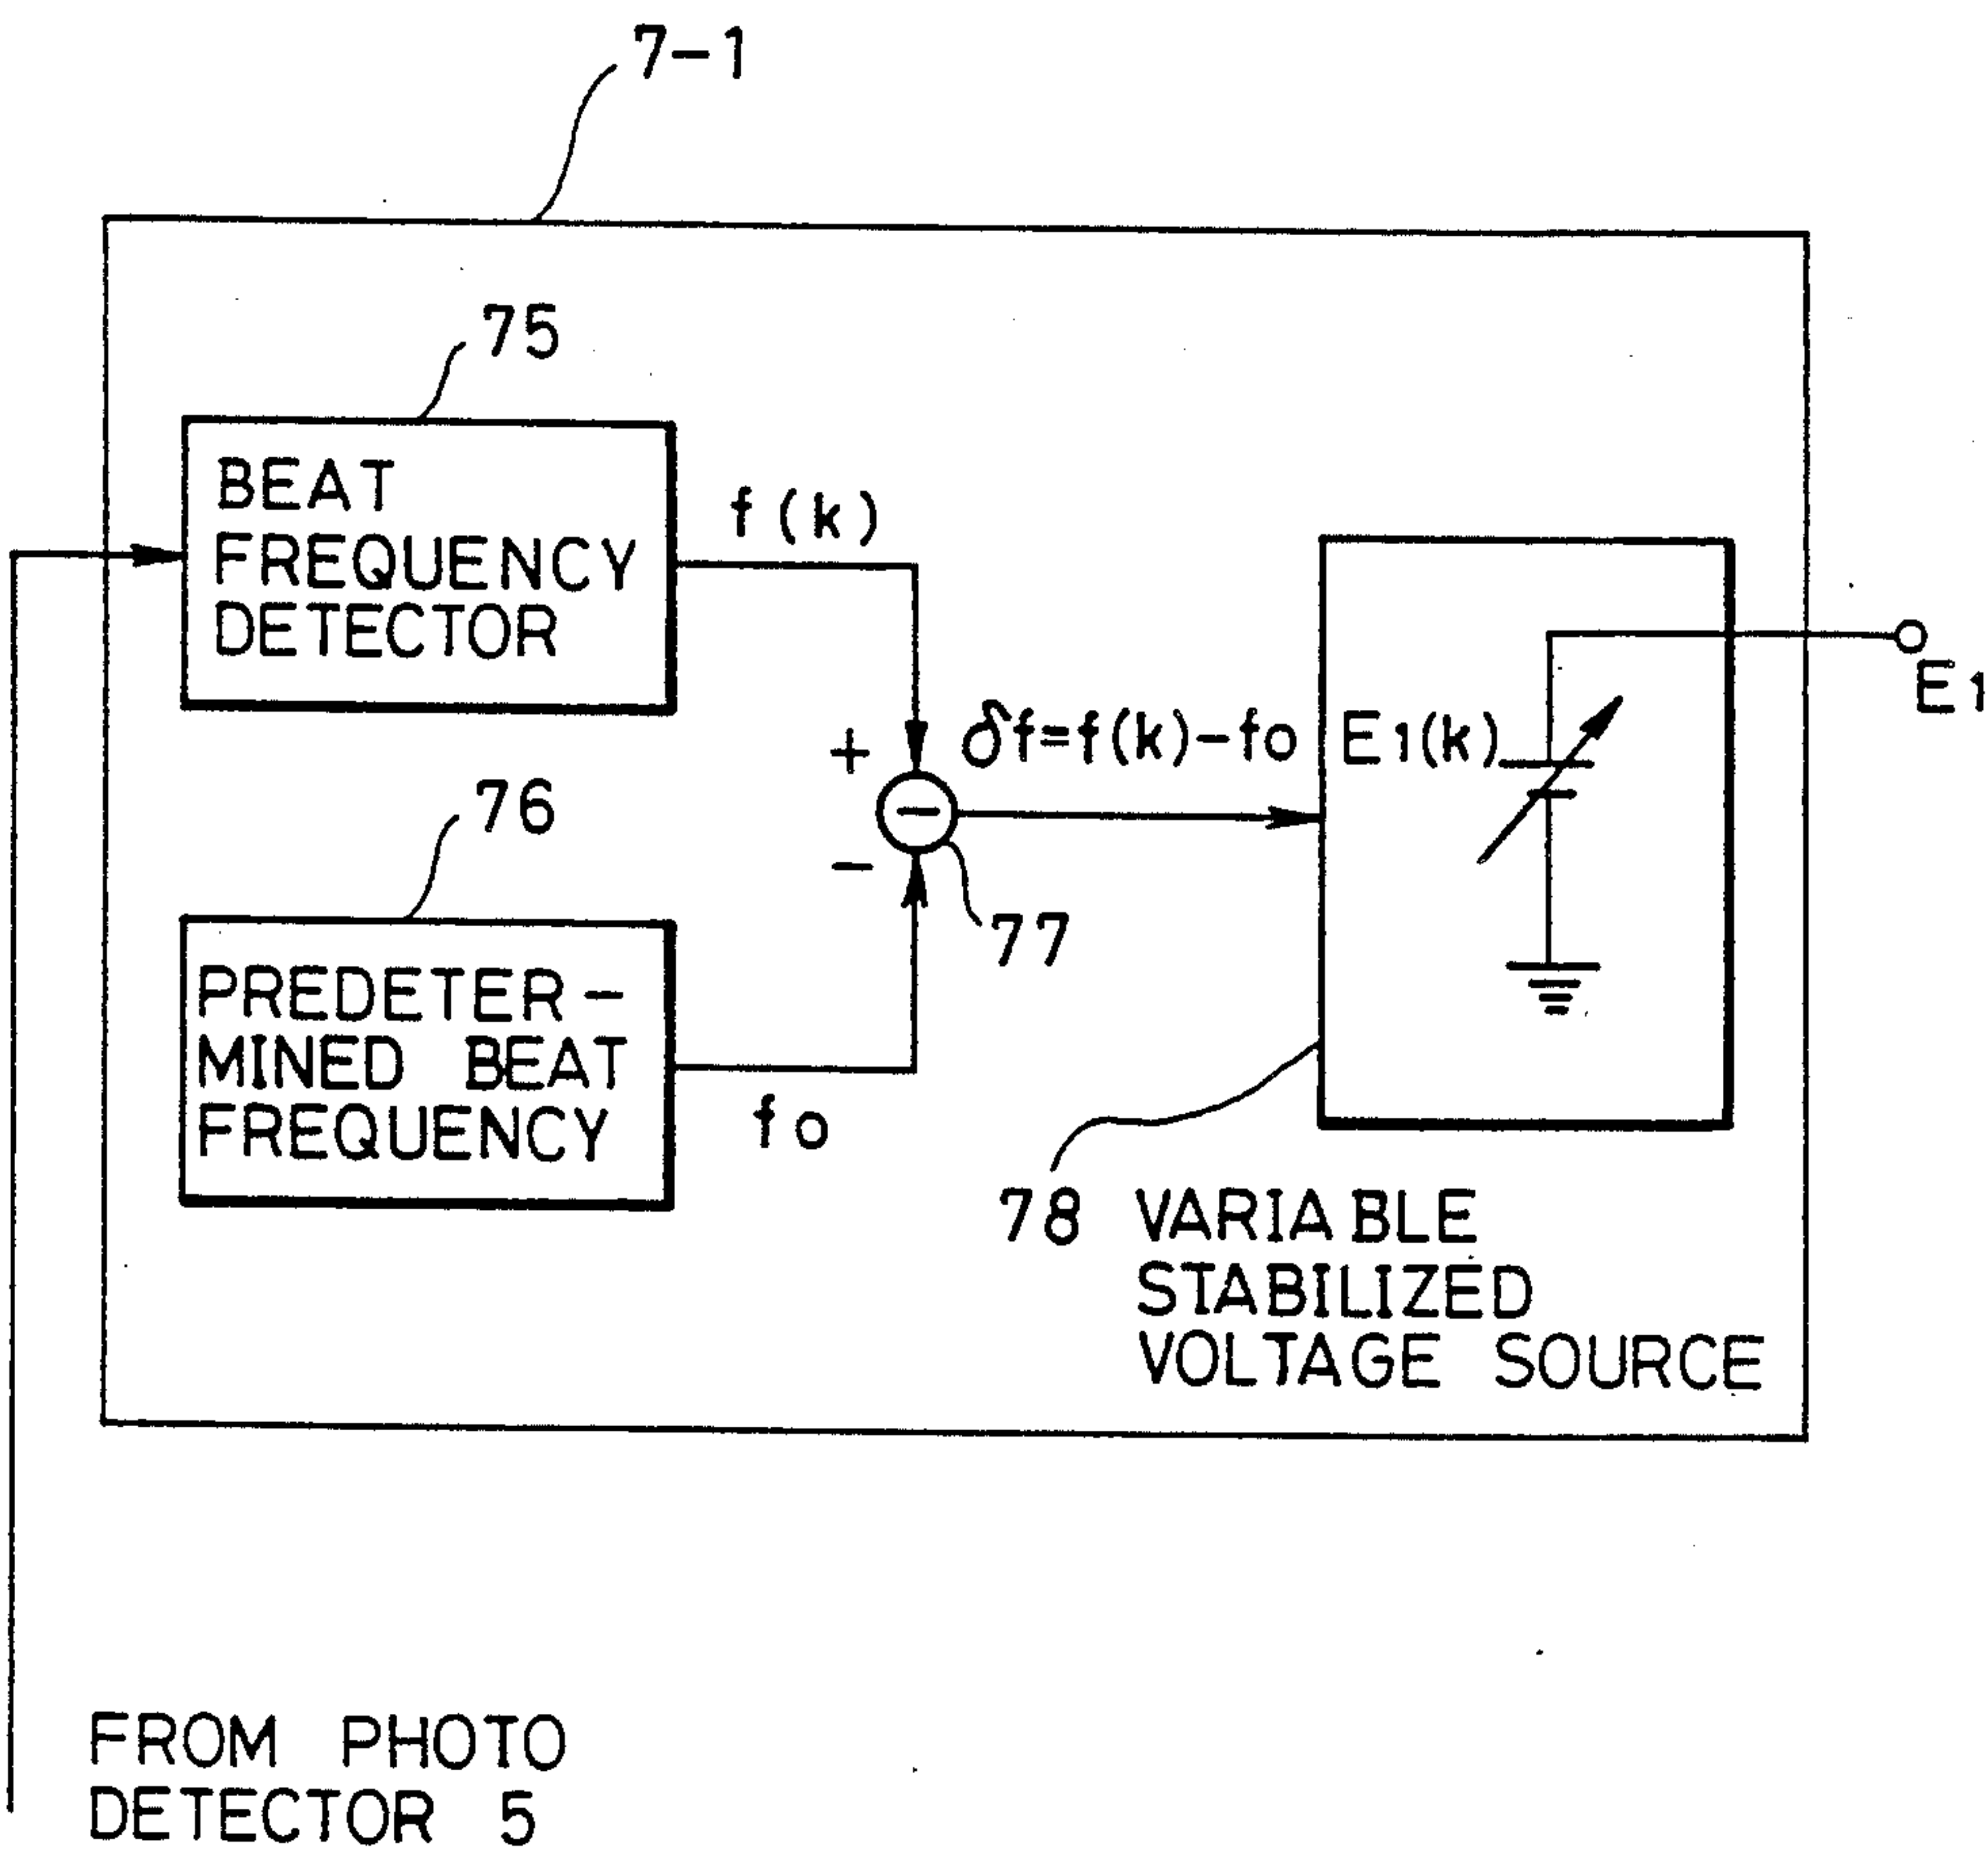 7-1
75
BEAT
FREQUENCY
DETECTOR
f(k)
E1
+
δf=f(k)-fo
E1(k)
76
-
77
PREDETER-
MINED BEAT
FREQUENCY
fo
78 VARIABLE
STABILIZED
VOLTAGE SOURCE
FROM PHOTO
DETECTOR 5